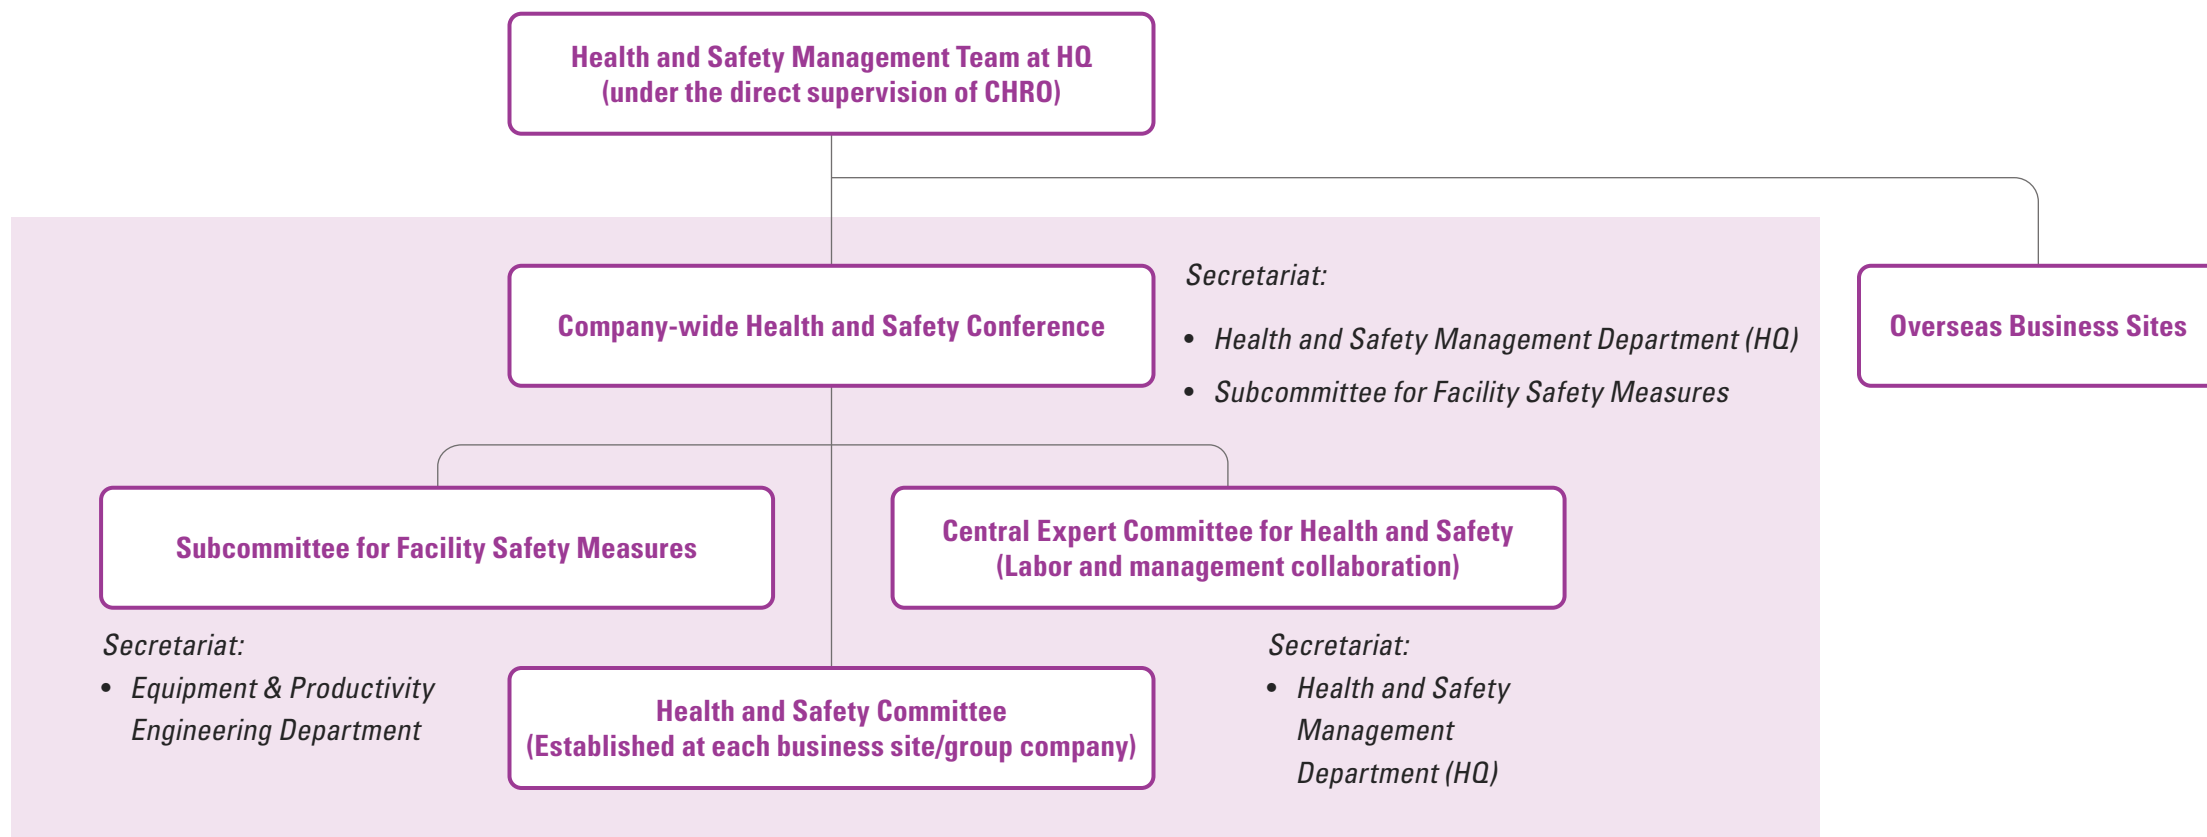 Health and Safety Management Team at HQ
(under the direct supervision of CHRO)
Company-wide Health and Safety Conference
Secretariat:
• Health and Safety Management Department (HQ)
• Subcommittee for Facility Safety Measures
Overseas Business Sites
Subcommittee for Facility Safety Measures
Secretariat:
• Equipment & Productivity
Engineering Department
Central Expert Committee for Health and Safety
(Labor and management collaboration)
Secretariat:
• Health and Safety
Management
Department (HQ)
Health and Safety Committee
(Established at each business site/group company)